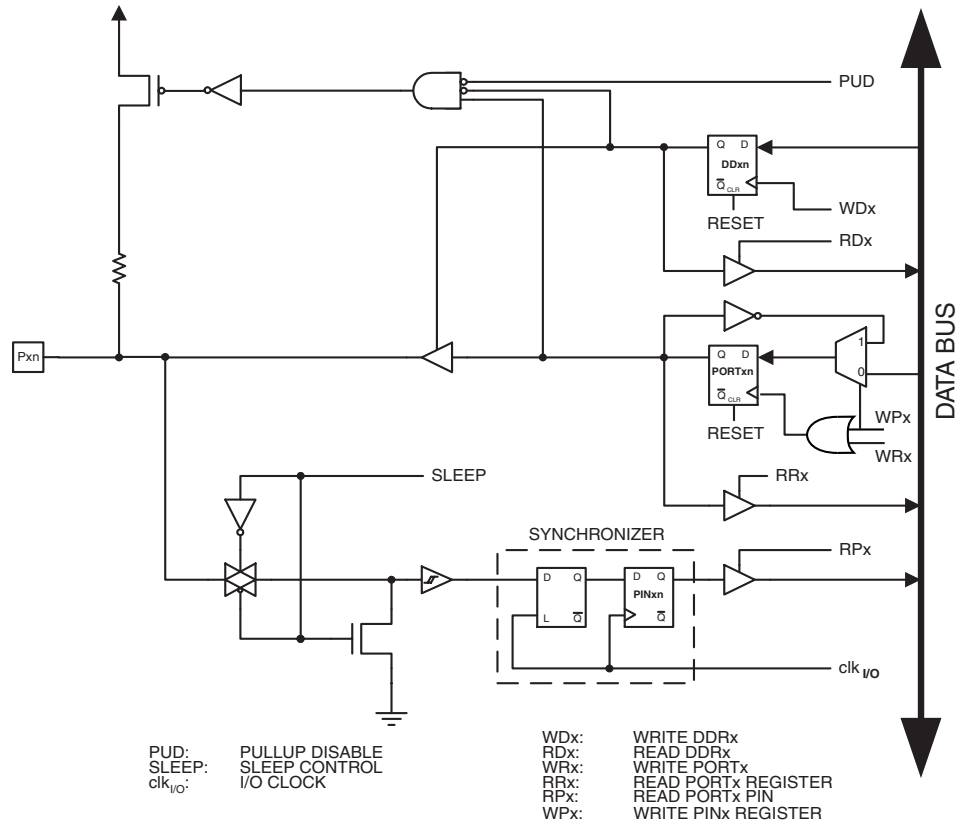 PUD
Q D
DDxn
Q CLR
WDx
RESET
RDx
Pxn
1
Q D
PORTxn
0
Q CLR
WPx
RESET
WRx
DATA BUS
SLEEP
RRx
SYNCHRONIZER
RPx
D Q
D Q
PINxn
L Q
Q
clk I/O
PUD: PULLUP DISABLE
SLEEP: SLEEP CONTROL
clkI/O: I/O CLOCK
WDx: WRITE DDRx
RDx: READ DDRx
WRx: WRITE PORTx
RRx: READ PORTx REGISTER
RPx: READ PORTx PIN
WPx: WRITE PINx REGISTER